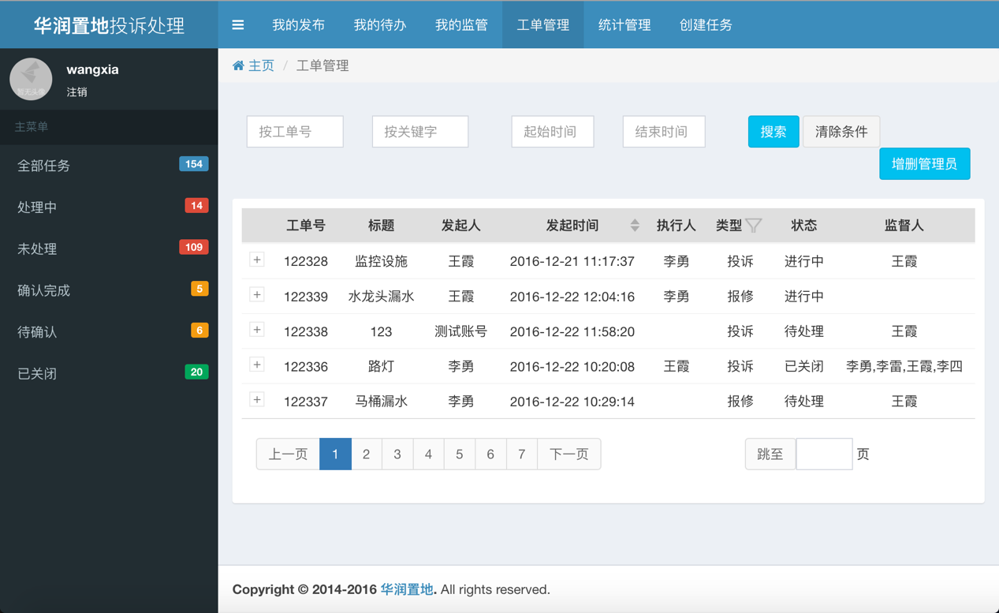 华润置地投诉处理
我的发布 我的待办 我的监管 工单管理 统计管理 创建任务
wangxia
暂无头像
注销
主页 / 工单管理
主菜单
全部任务 154
处理中 14
未处理 109
确认完成 5
待确认 6
已关闭 20
按工单号 按关键字 起始时间 结束时间 搜索 清除条件
增删管理员
工单号 标题 发起人 发起时间 执行人 类型 状态 监督人
+ 122328 监控设施 王霞 2016-12-21 11:17:37 李勇 投诉 进行中 王霞
+ 122339 水龙头漏水 王霞 2016-12-22 12:04:16 李勇 报修 进行中
+ 122338 123 测试账号 2016-12-22 11:58:20 投诉 待处理 王霞
+ 122336 路灯 李勇 2016-12-22 10:20:08 王霞 投诉 已关闭 李勇,李雷,王霞,李四
+ 122337 马桶漏水 李勇 2016-12-22 10:29:14 报修 待处理 王霞
上一页 1 2 3 4 5 6 7 下一页 跳至 页
Copyright © 2014-2016 华润置地. All rights reserved.